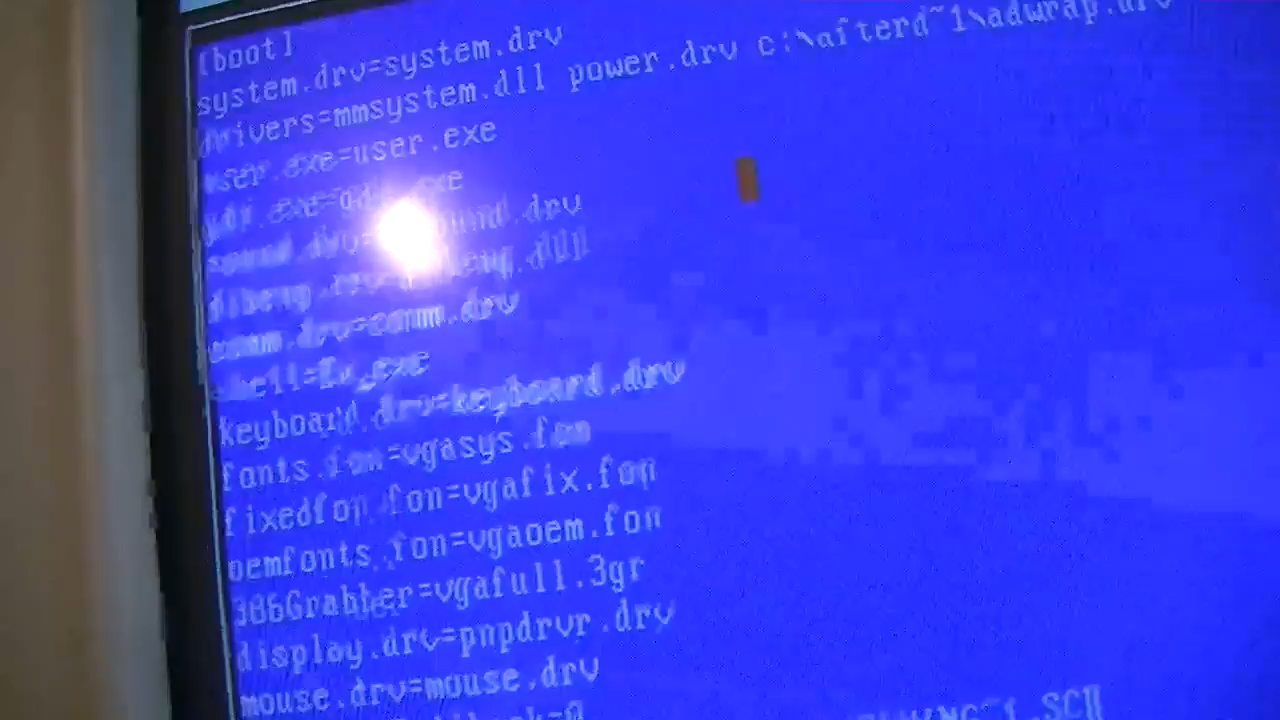 [boot]
system.drv=system.drv
drivers=mmsystem.dll power.drv c:\afterd~1\adwrap.drv
user.exe=user.exe
comm.drv=comm.drv
keyboard.drv=keyboard.drv
fonts.fon=vgasys.fon
fixedfon.fon=vgafix.fon
oemfonts.fon=vgaoem.fon
386Grabber=vgafull.3gr
display.drv=pnpdrvr.drv
mouse.drv=mouse.drv